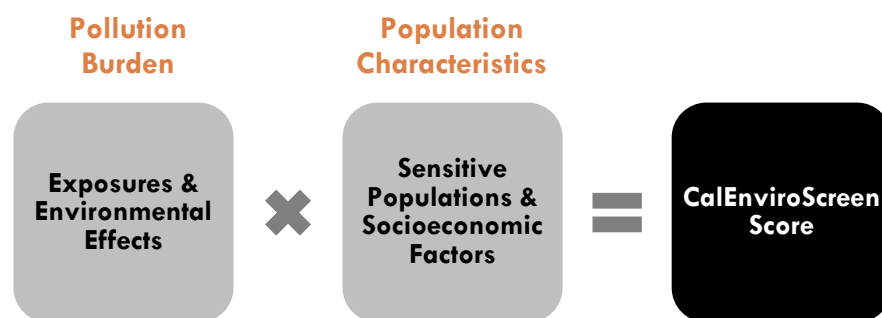 Pollution
Burden
Population
Characteristics
Exposures &
Environmental
Effects
Sensitive
Populations &
Socioeconomic
Factors
CalEnviroScreen
Score